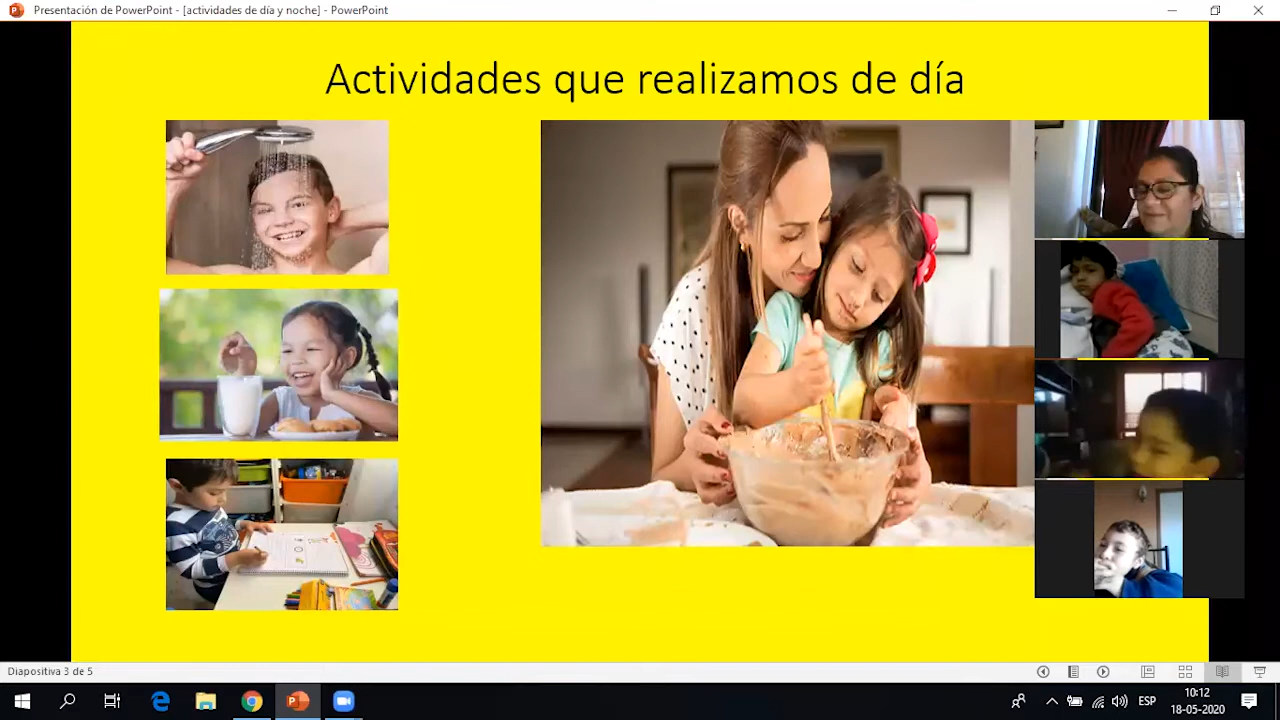 Presentación de PowerPoint - [actividades de día y noche] - PowerPoint
Actividades que realizamos de día
Diapositiva 3 de 5
ESP
10:12
18-05-2020